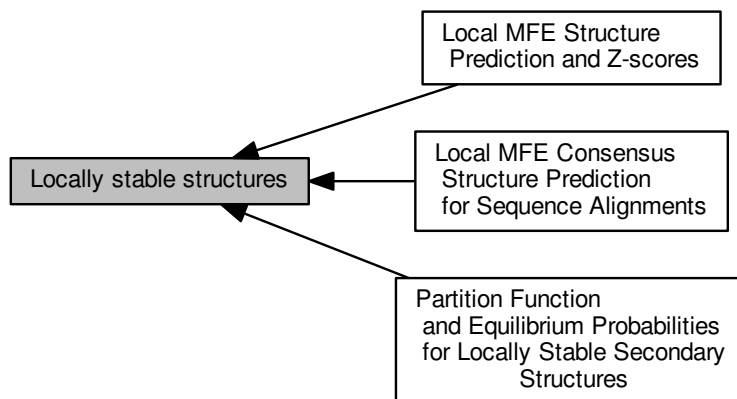 Local MFE Structure
Prediction and Z-scores
Locally stable structures
Local MFE Consensus
Structure Prediction
for Sequence Alignments
Partition Function
and Equilibrium Probabilities
for Locally Stable Secondary
Structures